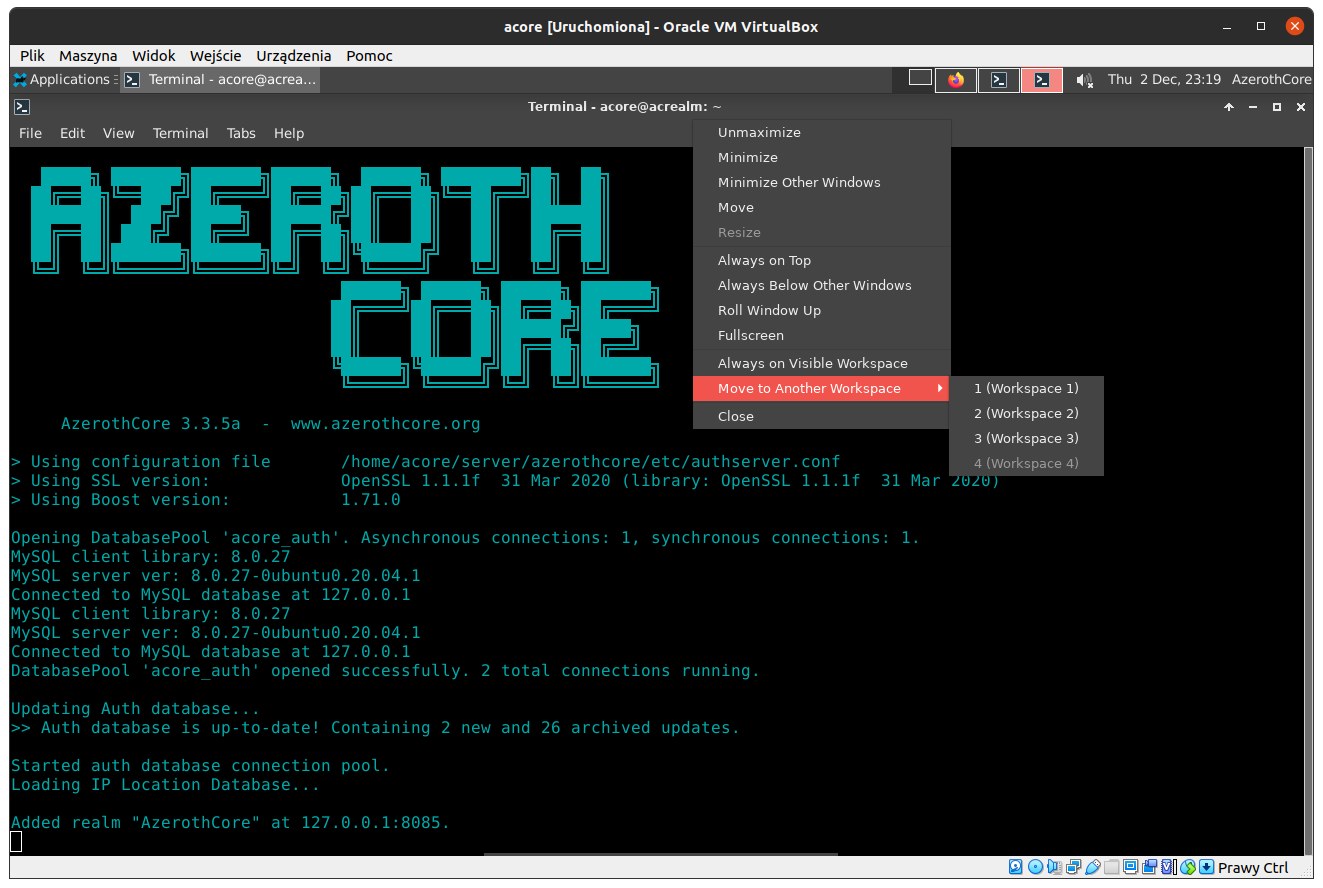 acore [Uruchomiona] - Oracle VM VirtualBox
Plik Maszyna Widok Wejście Urządzenia Pomoc
Applications Terminal - acore@acrea... Thu 2 Dec, 23:19 AzerothCore
Terminal - acore@acrealm: ~
File Edit View Terminal Tabs Help
Unmaximize
Minimize
Minimize Other Windows
Move
Resize
Always on Top
Always Below Other Windows
Roll Window Up
Fullscreen
Always on Visible Workspace
Move to Another Workspace
Close
1 (Workspace 1)
2 (Workspace 2)
3 (Workspace 3)
4 (Workspace 4)
AZEROTH
CORE
AzerothCore 3.3.5a - www.azerothcore.org
> Using configuration file /home/acore/server/azerothcore/etc/authserver.conf
> Using SSL version: OpenSSL 1.1.1f 31 Mar 2020 (library: OpenSSL 1.1.1f 31 Mar 2020)
> Using Boost version: 1.71.0
Opening DatabasePool 'acore_auth'. Asynchronous connections: 1, synchronous connections: 1.
MySQL client library: 8.0.27
MySQL server ver: 8.0.27-0ubuntu0.20.04.1
Connected to MySQL database at 127.0.0.1
MySQL client library: 8.0.27
MySQL server ver: 8.0.27-0ubuntu0.20.04.1
Connected to MySQL database at 127.0.0.1
DatabasePool 'acore_auth' opened successfully. 2 total connections running.
Updating Auth database...
>> Auth database is up-to-date! Containing 2 new and 26 archived updates.
Started auth database connection pool.
Loading IP Location Database...
Added realm "AzerothCore" at 127.0.0.1:8085.
Prawy Ctrl